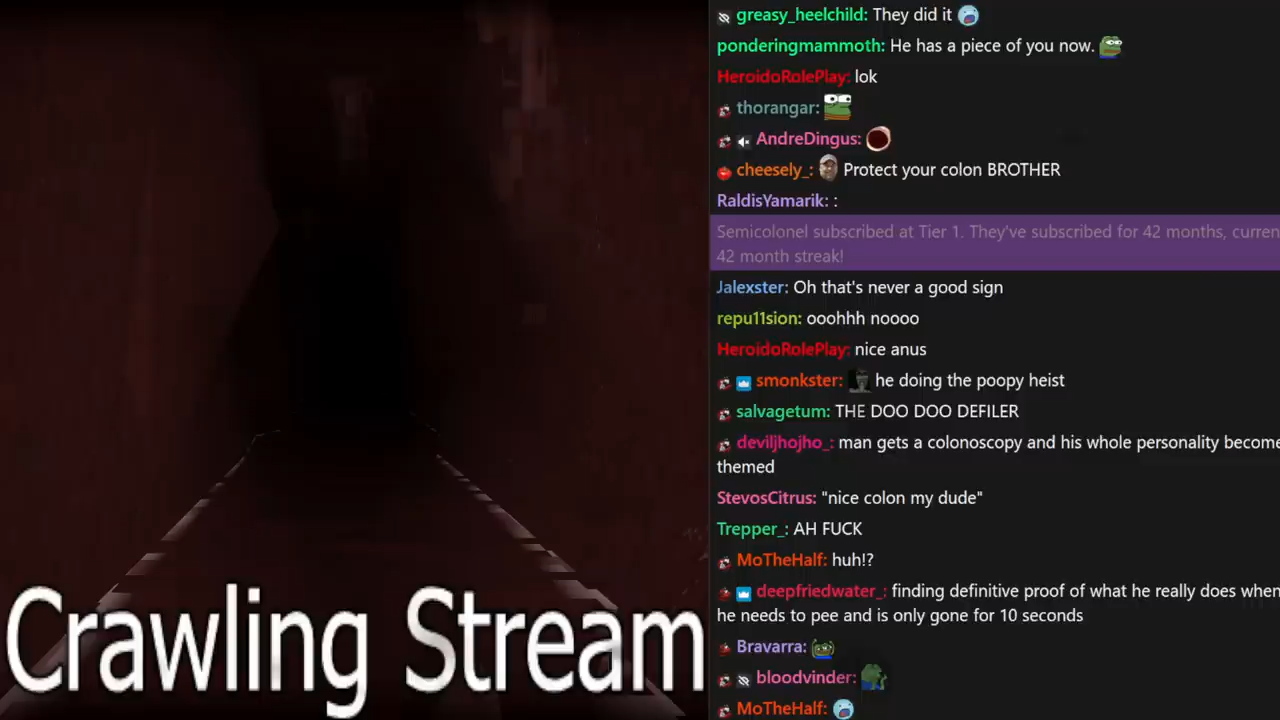 greasy_heelchild: They did it
ponderingmammoth: He has a piece of you now.
HeroidoRolePlay: lok
thorangar:
AndreDingus:
cheesely_: Protect your colon BROTHER
RaldisYamarik: :
Semicolonel subscribed at Tier 1. They've subscribed for 42 months, curren
42 month streak!
Jalexster: Oh that's never a good sign
repu11sion: ooohhh noooo
HeroidoRolePlay: nice anus
smonkster: he doing the poopy heist
salvagetum: THE DOO DOO DEFILER
deviljhojho_: man gets a colonoscopy and his whole personality become
themed
StevosCitrus: "nice colon my dude"
Trepper_: AH FUCK
MoTheHalf: huh!?
deepfriedwater_: finding definitive proof of what he really does when
he needs to pee and is only gone for 10 seconds
Bravarra:
bloodvinder:
MoTheHalf:
Crawling Stream